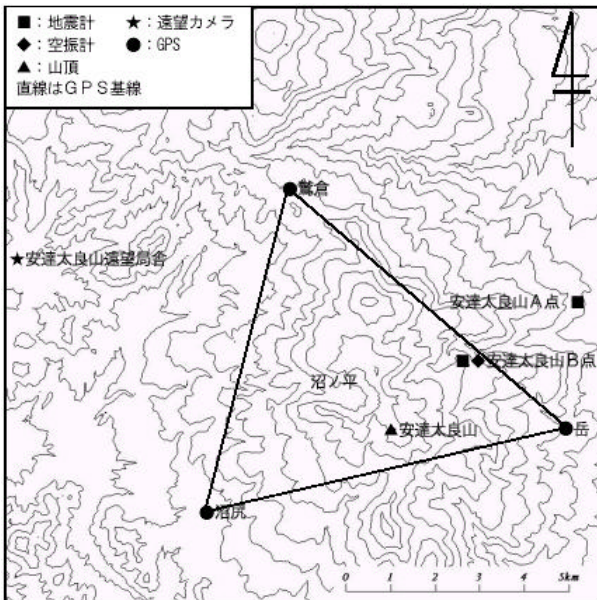 ■：地震計 ★：遠望カメラ
◆：空振計 ●：GPS
▲：山頂
直線はＧＰＳ基線
鷲倉
★安達太良山遠望局舎
安達太良山Ａ点
安達太良山Ｂ点
沼ノ平
安達太良山
岳
沼尻
0 1 2 3 4 5km